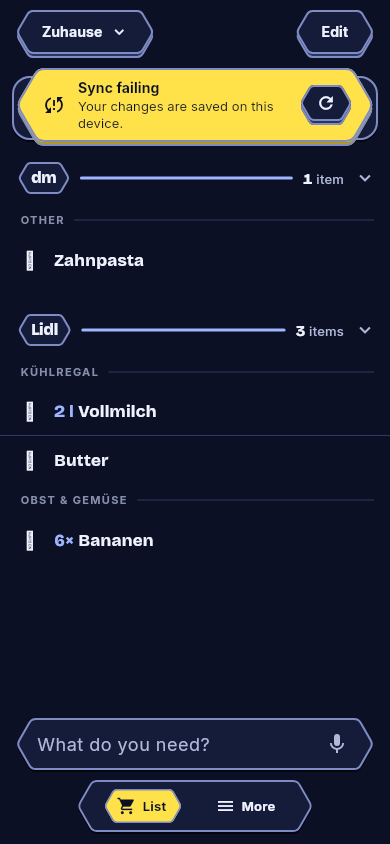 Zuhause
Edit
Sync failing
Your changes are saved on this
device.
dm
1 item
OTHER
Zahnpasta
Lidl
3 items
KÜHLREGAL
2 l Vollmilch
Butter
OBST & GEMÜSE
6× Bananen
What do you need?
List
More